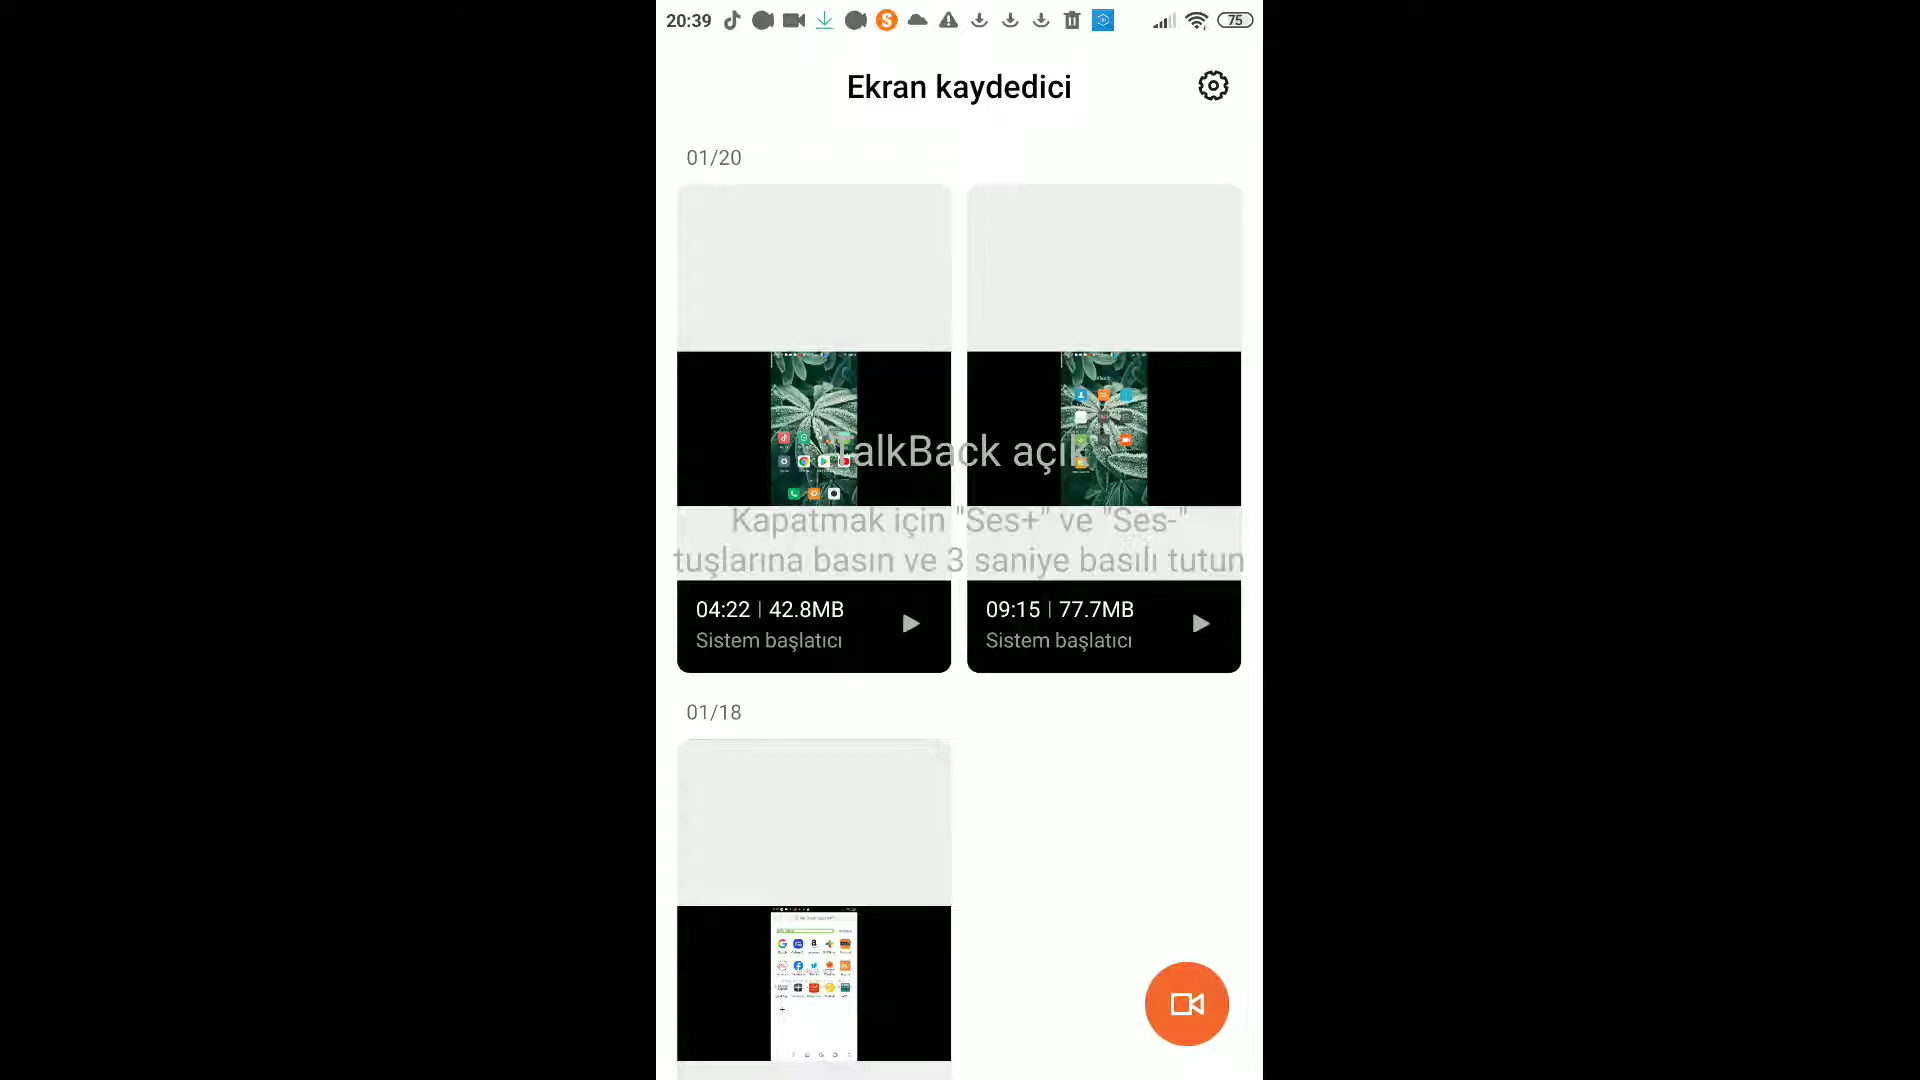 20:39
75
Ekran kaydedici
01/20
TalkBack açık
Kapatmak için "Ses+" ve "Ses-"
tuşlarına basın ve 3 saniye basılı tutun
04:22 | 42.8MB
Sistem başlatıcı
09:15 | 77.7MB
Sistem başlatıcı
01/18